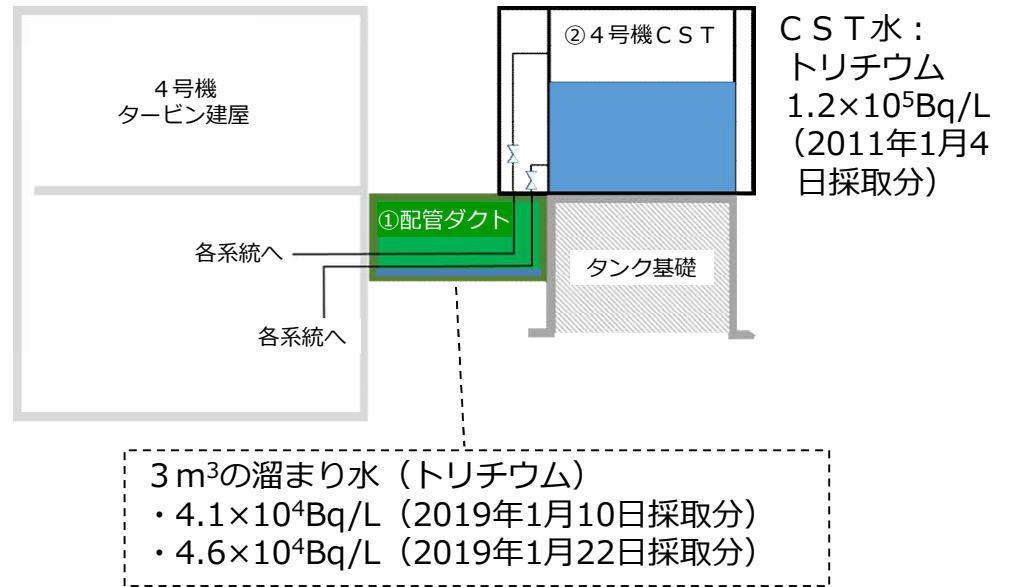 4号機
タービン建屋
②4号機ＣＳＴ
ＣＳＴ水：
トリチウム
1.2×10⁵Bq/L
（2011年1月4
日採取分）
①配管ダクト
各系統へ
タンク基礎
各系統へ
３m³の溜まり水（トリチウム）
・4.1×10⁴Bq/L（2019年1月10日採取分）
・4.6×10⁴Bq/L（2019年1月22日採取分）